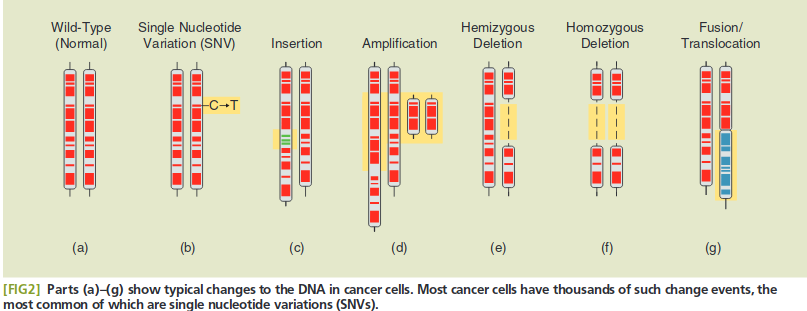 Wild-Type
(Normal)
Single Nucleotide
Variation (SNV)
Insertion
Amplification
Hemizygous
Deletion
Homozygous
Deletion
Fusion/
Translocation
C→T
(a)
(b)
(c)
(d)
(e)
(f)
(g)
[FIG2] Parts (a)–(g) show typical changes to the DNA in cancer cells. Most cancer cells have thousands of such change events, the
most common of which are single nucleotide variations (SNVs).